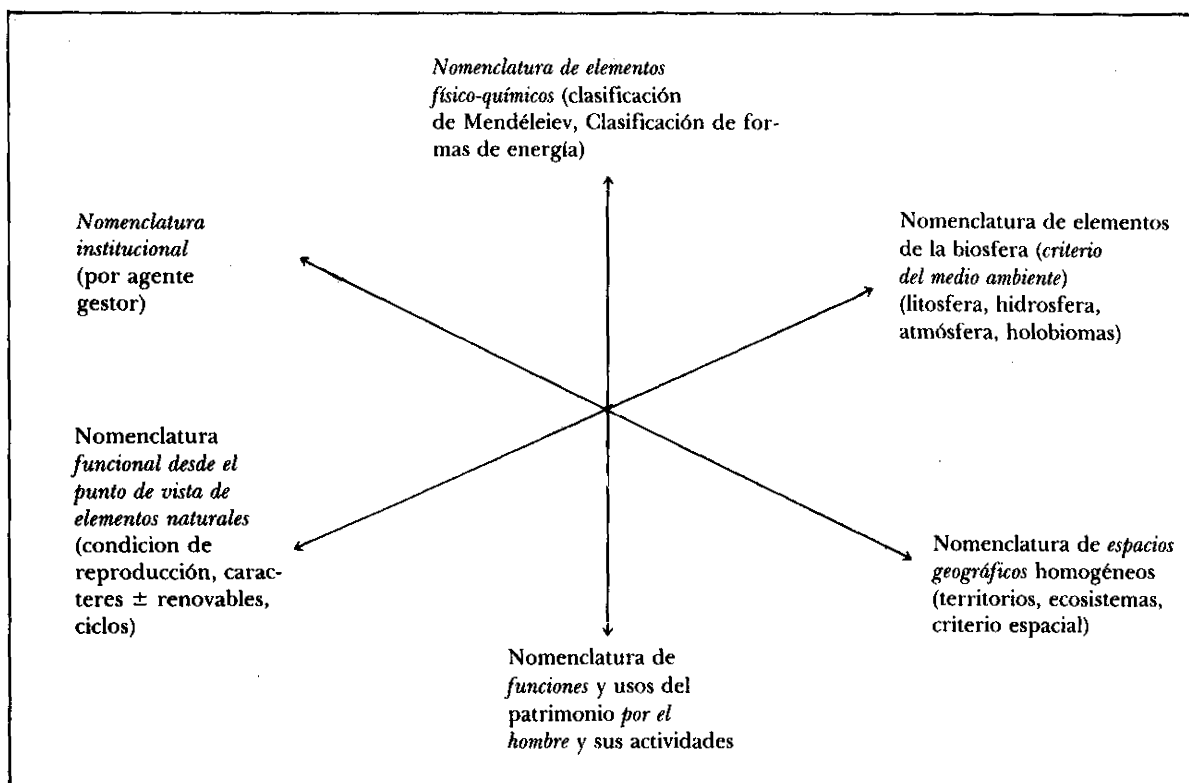 Nomenclatura de elementos
físico-químicos (clasificación
de Mendéleiev, Clasificación de for-
mas de energía)
Nomenclatura
institucional
(por agente
gestor)
Nomenclatura de elementos
de la biosfera (criterio
del medio ambiente)
(litosfera, hidrosfera,
atmósfera, holobiomas)
Nomenclatura
funcional desde el
punto de vista de
elementos naturales
(condicion de
reproducción, carac-
teres ± renovables,
ciclos)
Nomenclatura de espacios
geográficos homogéneos
(territorios, ecosistemas,
criterio espacial)
Nomenclatura de
funciones y usos del
patrimonio por el
hombre y sus actividades